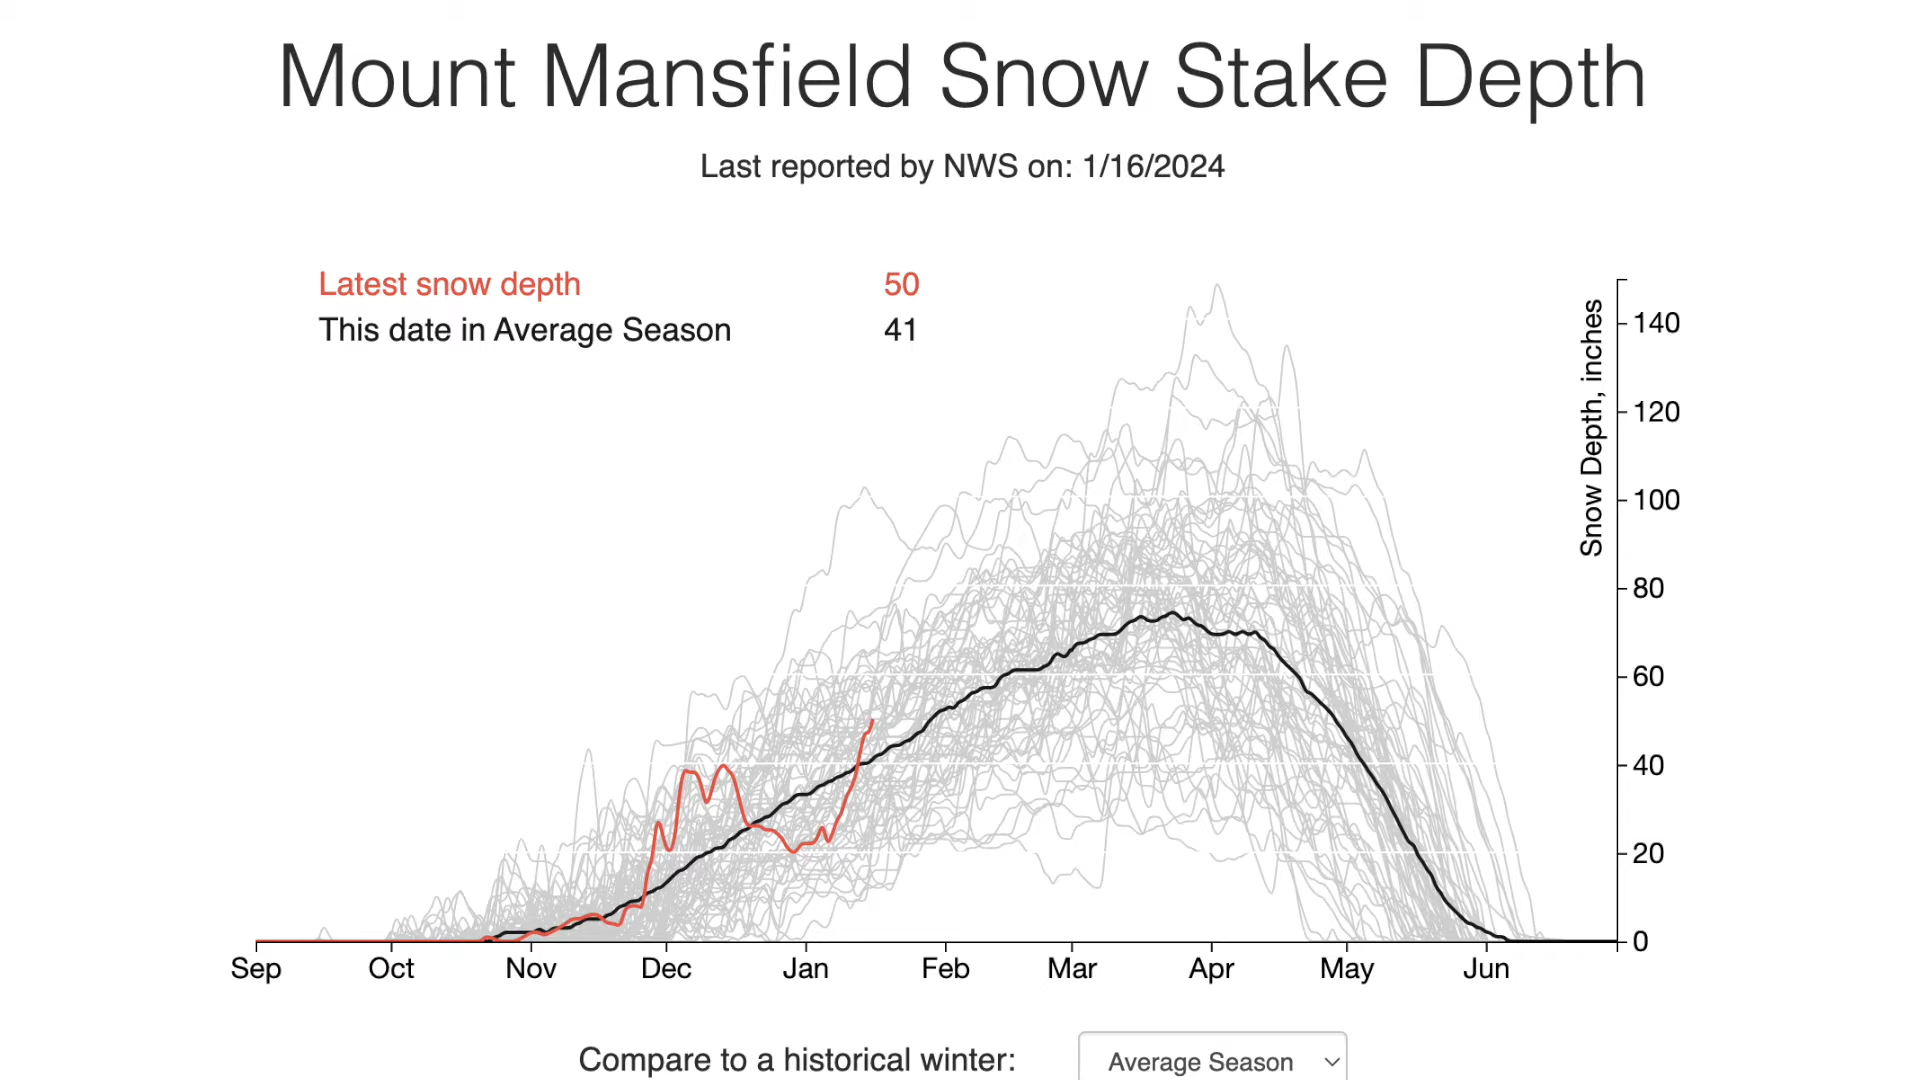 Mount Mansfield Snow Stake Depth
Last reported by NWS on: 1/16/2024
Latest snow depth 50
This date in Average Season 41
Snow Depth, inches
140
120
100
80
60
40
20
0
Sep Oct Nov Dec Jan Feb Mar Apr May Jun
Compare to a historical winter: Average Season